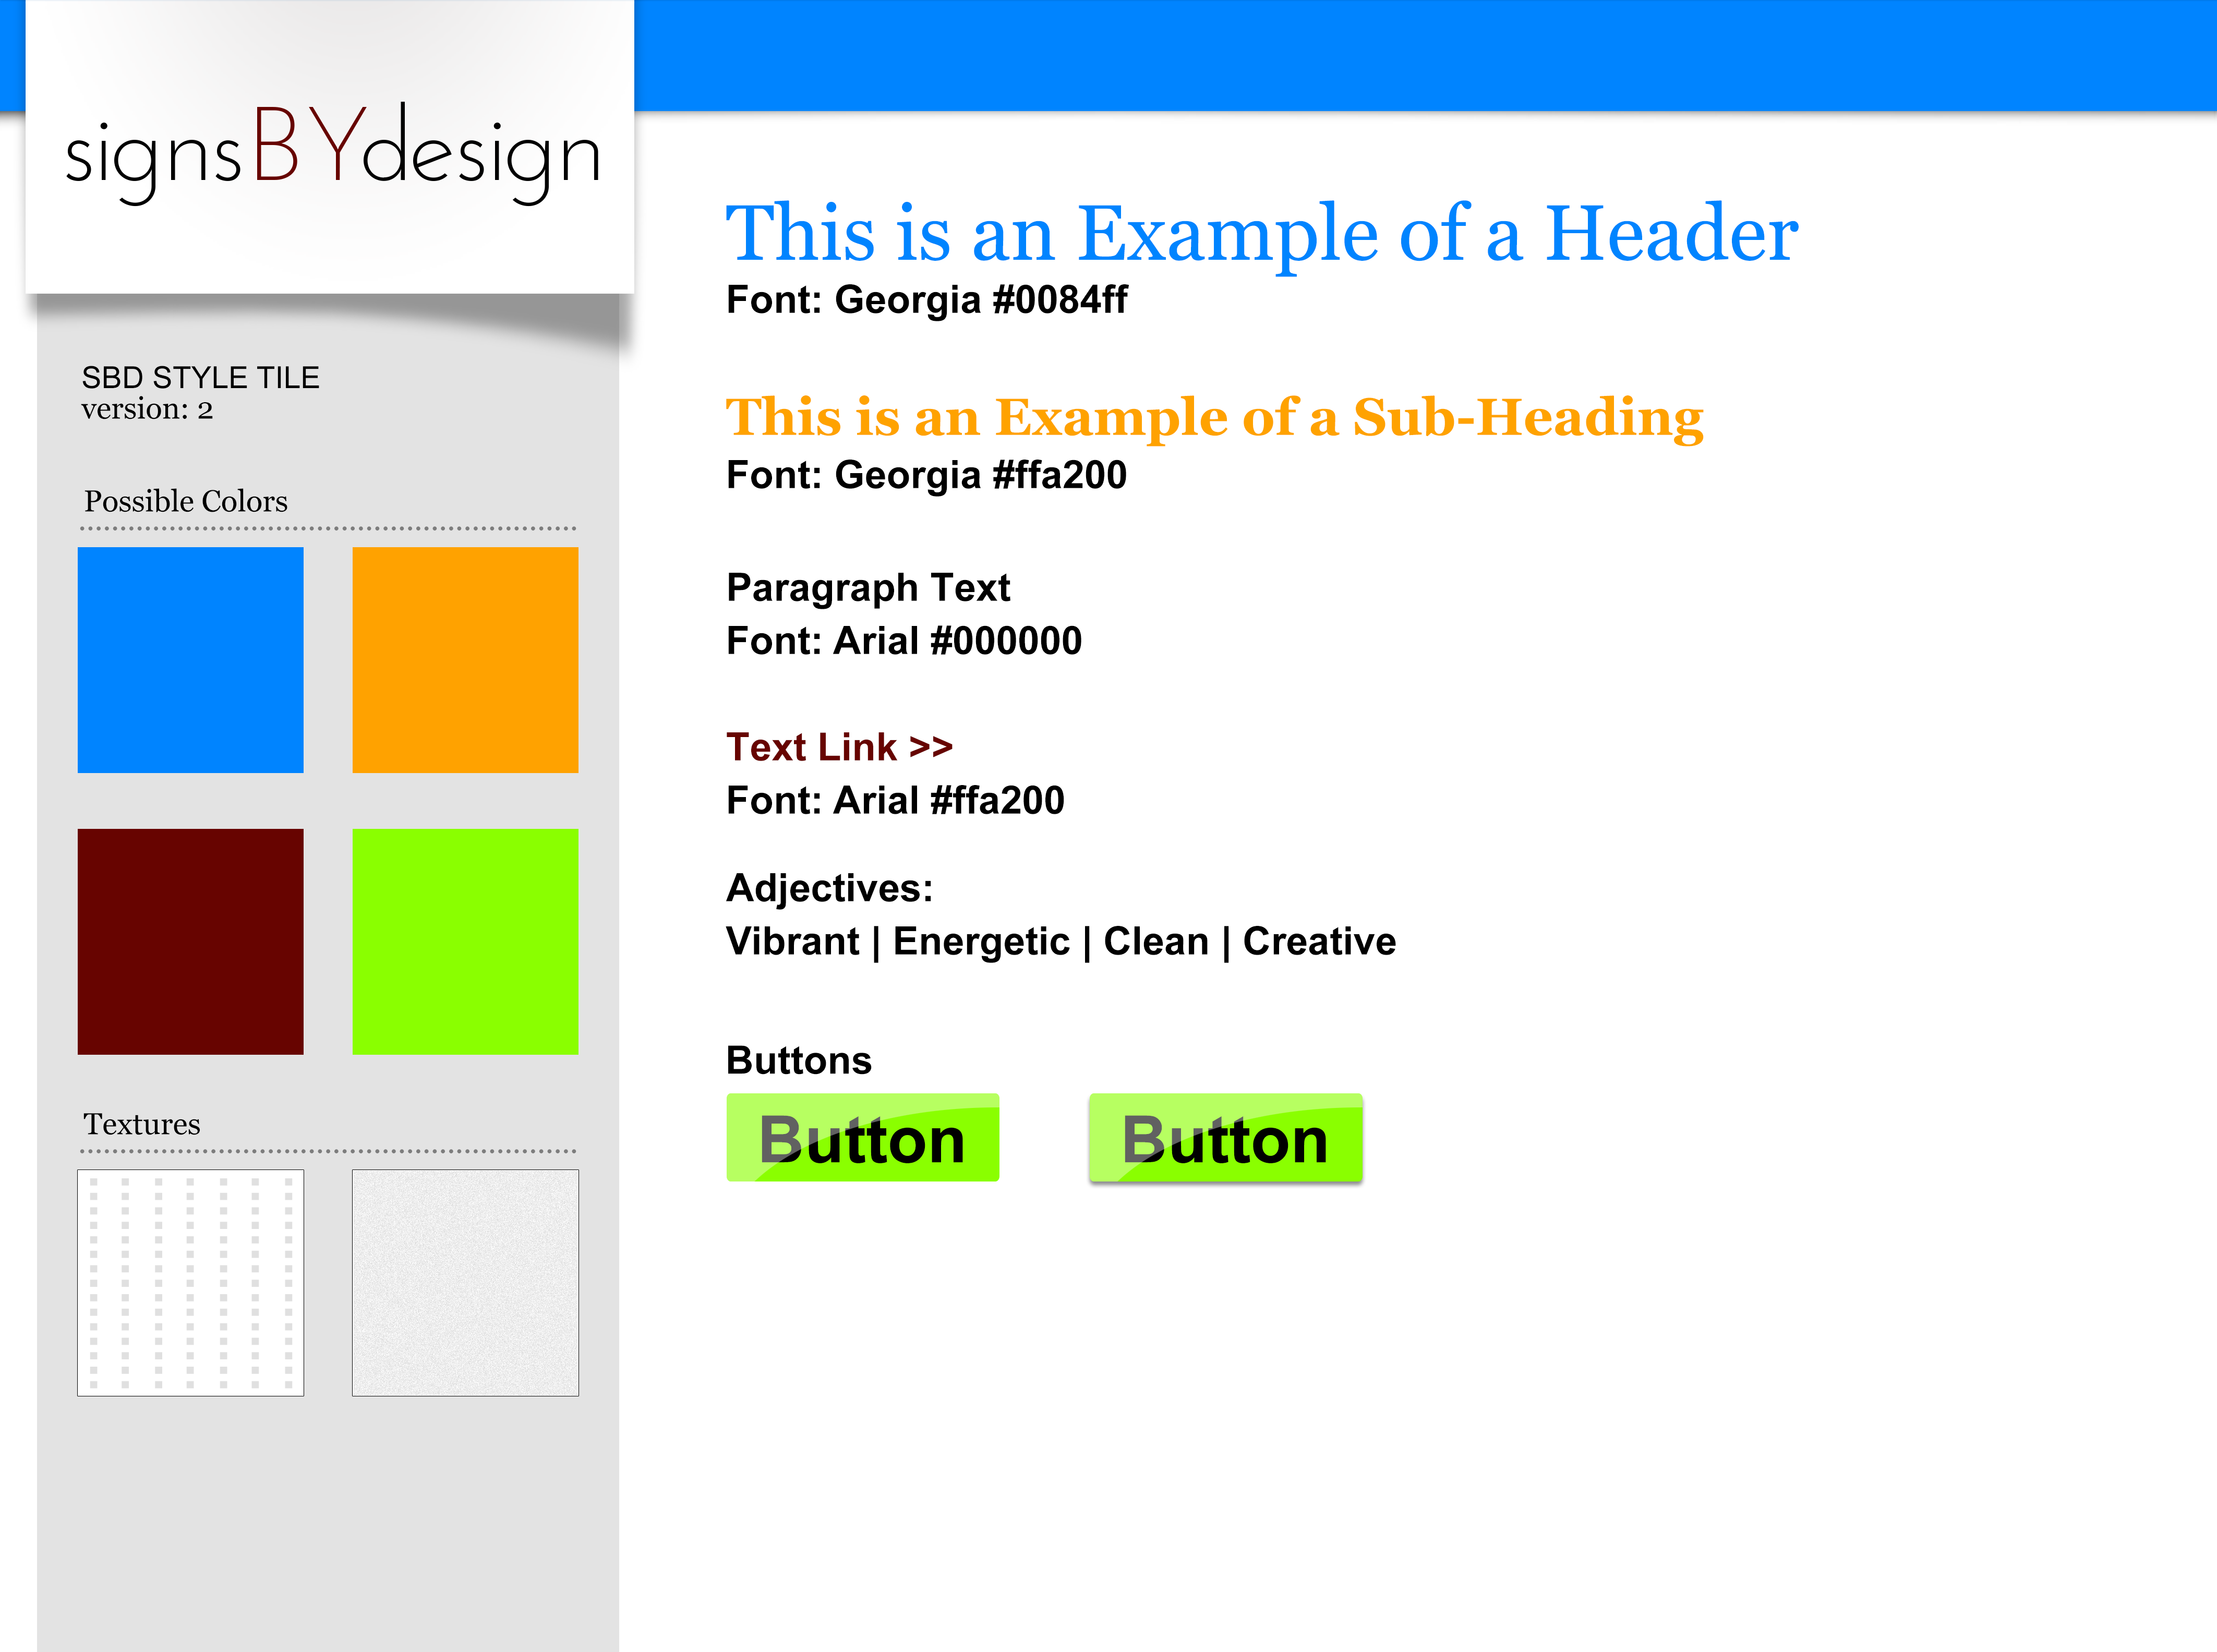 signsBYdesign
SBD STYLE TILE
version: 2
Possible Colors
Textures
This is an Example of a Header
Font: Georgia #0084ff
This is an Example of a Sub-Heading
Font: Georgia #ffa200
Paragraph Text
Font: Arial #000000
Text Link >>
Font: Arial #ffa200
Adjectives:
Vibrant | Energetic | Clean | Creative
Buttons
Button Button